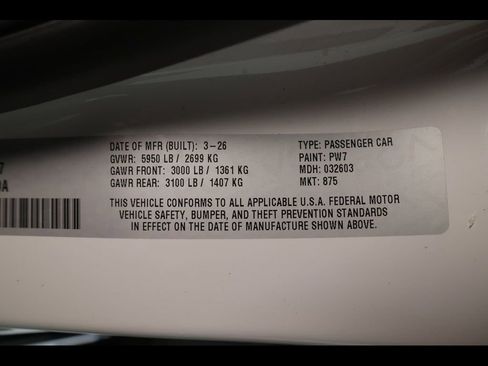 DATE OF MFR (BUILT): 3-26
GVWR: 5950 LB / 2699 KG
GAWR FRONT: 3000 LB / 1361 KG
GAWR REAR: 3100 LB / 1407 KG
TYPE: PASSENGER CAR
PAINT: PW7
MDH: 032603
MKT: 875
THIS VEHICLE CONFORMS TO ALL APPLICABLE U.S.A. FEDERAL MOTOR
VEHICLE SAFETY, BUMPER, AND THEFT PREVENTION STANDARDS
IN EFFECT ON THE DATE OF MANUFACTURE SHOWN ABOVE.